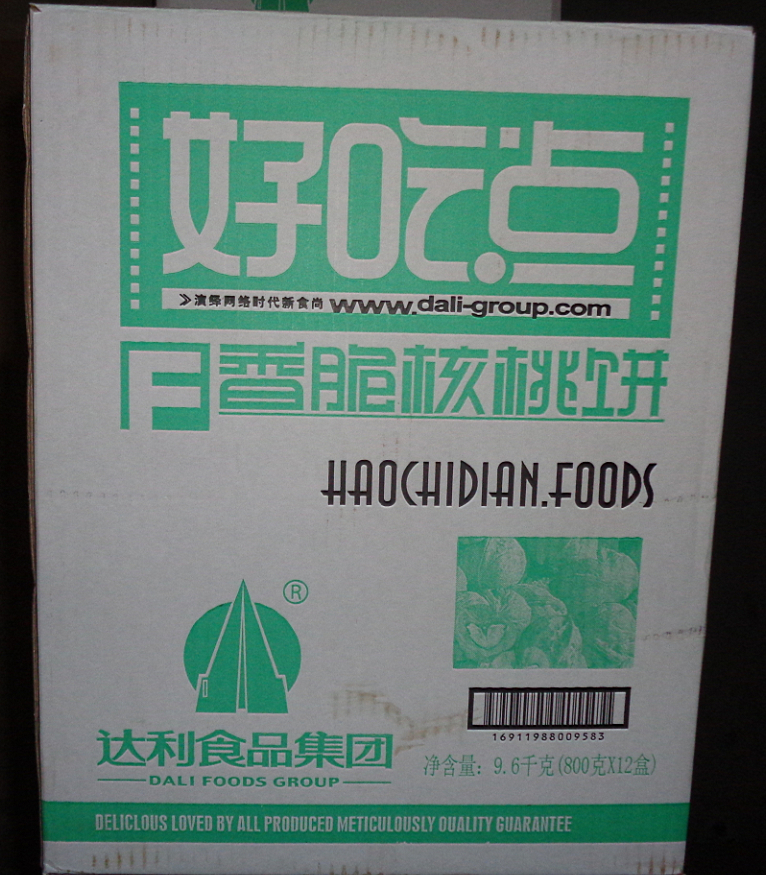 好吃点
演绎网络时代新食尚 www.dali-group.com
香脆核桃饼
HAOCHIDIAN.FOODS
®
16911988009583
达利食品集团
DALI FOODS GROUP
净含量：9.6千克(800克X12盒)
DELICLOUS LOVED BY ALL PRODUCED METICULOUSLY QUALITY GUARANTEE